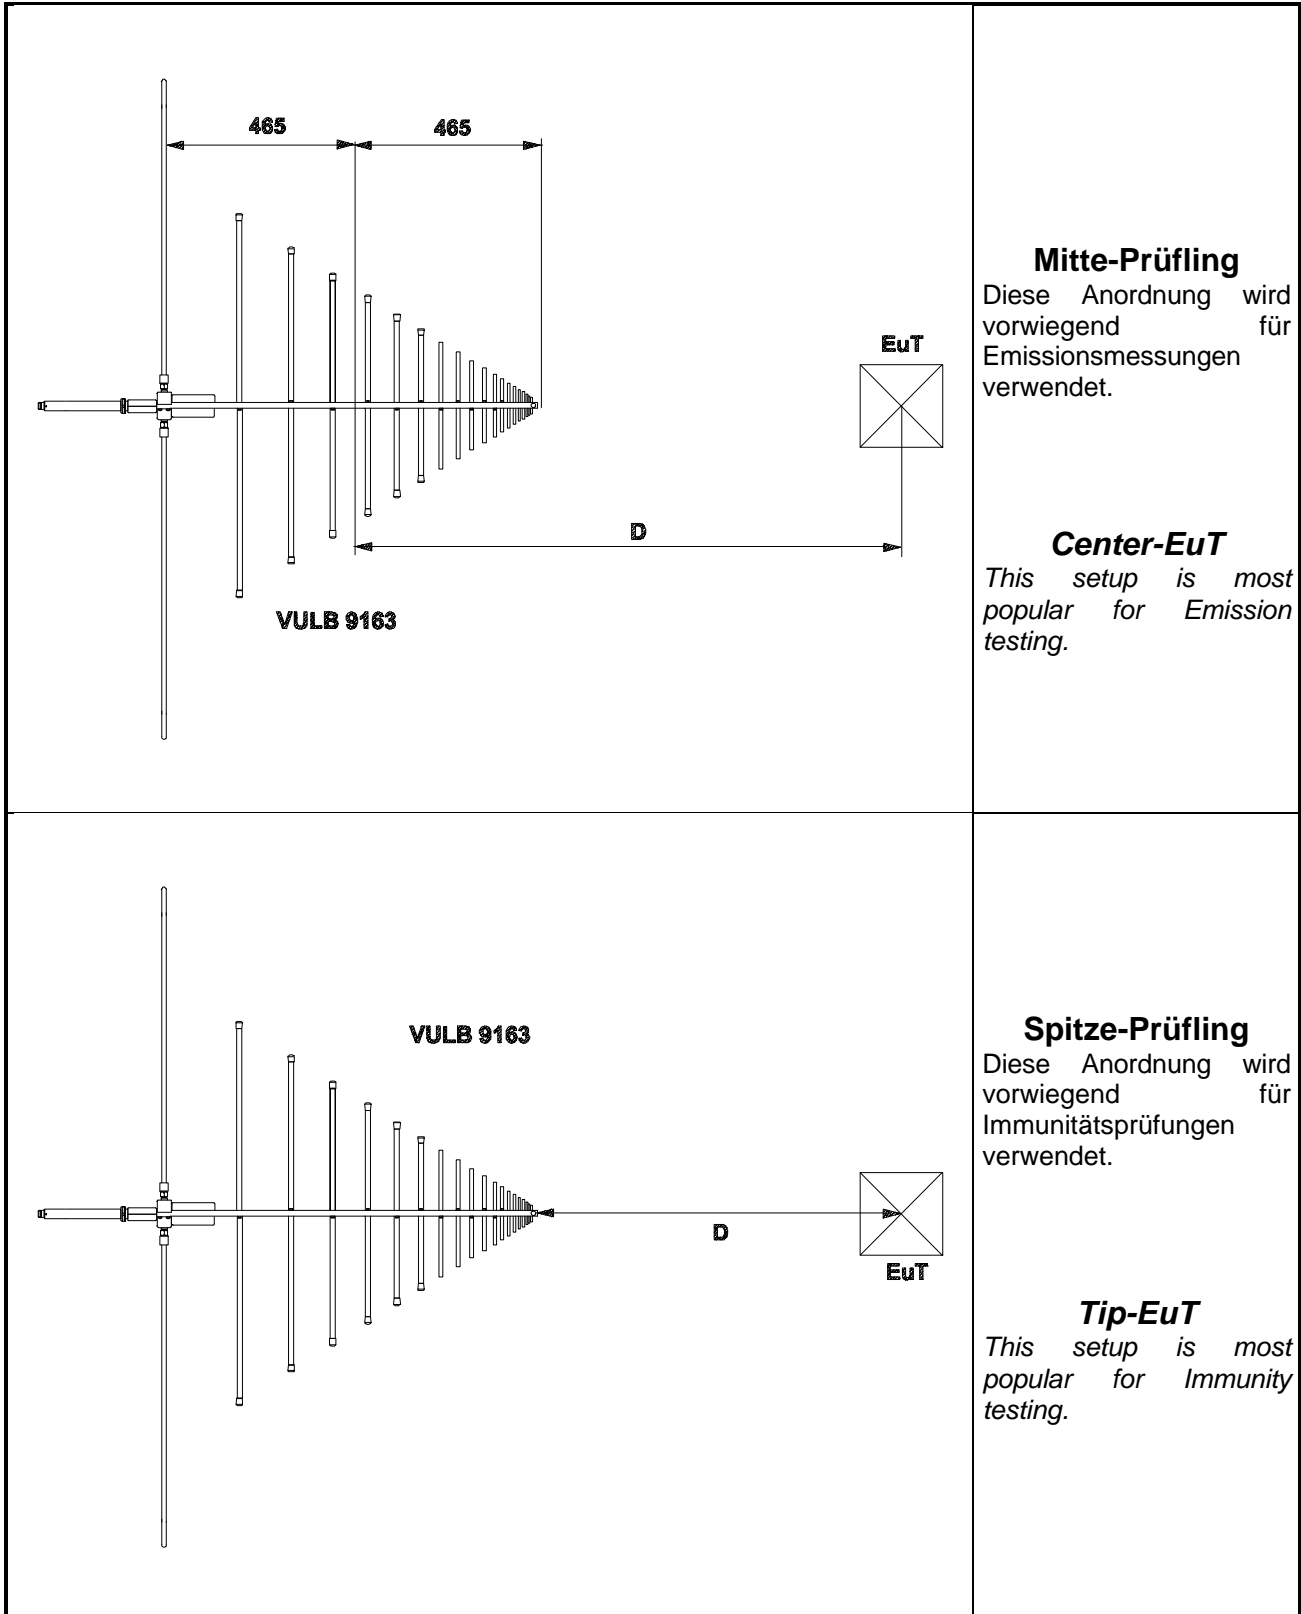 465 465
Mitte-Prüfling
Diese Anordnung wird
vorwiegend für
Emissionsmessungen
verwendet.
EuT
D
Center-EuT
This setup is most
popular for Emission
testing.
VULB 9163
VULB 9163
Spitze-Prüfling
Diese Anordnung wird
vorwiegend für
Immunitätsprüfungen
verwendet.
D
EuT
Tip-EuT
This setup is most
popular for Immunity
testing.